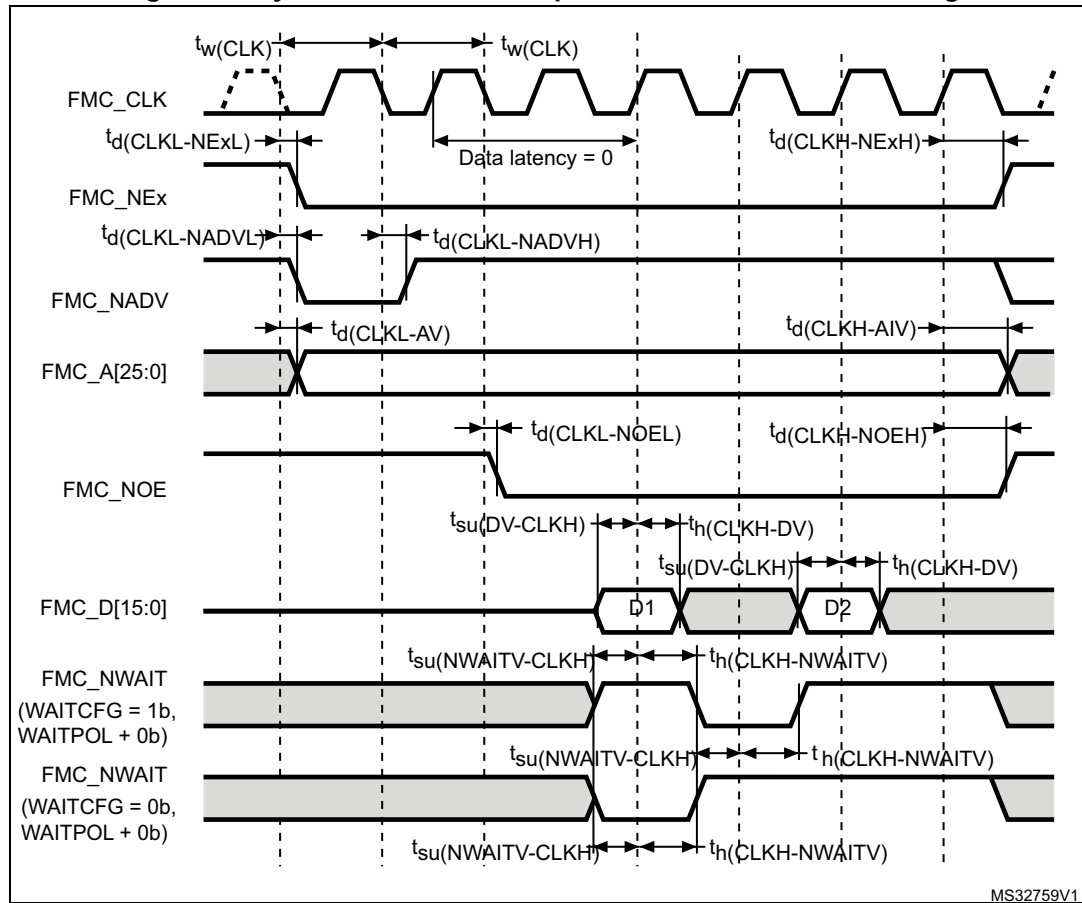 tw(CLK) tw(CLK)
FMC_CLK
Data latency = 0
td(CLKL-NExL) td(CLKH-NExH)
FMC_NEx
td(CLKL-NADVL) td(CLKL-NADVH)
FMC_NADV
td(CLKL-AV) td(CLKH-AIV)
FMC_A[25:0]
td(CLKL-NOEL) td(CLKH-NOEH)
FMC_NOE
tsu(DV-CLKH) th(CLKH-DV)
tsu(DV-CLKH) th(CLKH-DV)
FMC_D[15:0] D1 D2
tsu(NWAITV-CLKH) th(CLKH-NWAITV)
FMC_NWAIT
(WAITCFG = 1b,
WAITPOL + 0b)
tsu(NWAITV-CLKH) th(CLKH-NWAITV)
FMC_NWAIT
(WAITCFG = 0b,
WAITPOL + 0b)
tsu(NWAITV-CLKH) th(CLKH-NWAITV)
MS32759V1